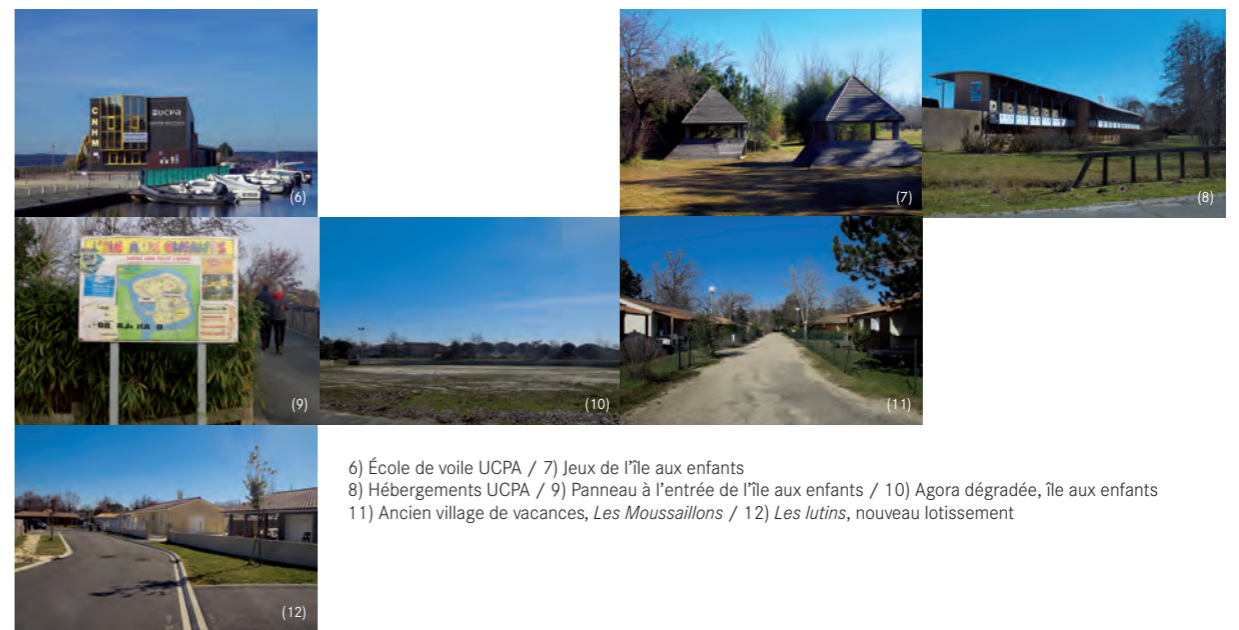 CNHM
UCPA
(6)
(7)
(8)
L'ÎLE AUX ENFANTS
(9)
(10)
(11)
(12)
6) École de voile UCPA / 7) Jeux de l'île aux enfants
8) Hébergements UCPA / 9) Panneau à l'entrée de l'île aux enfants / 10) Agora dégradée, île aux enfants
11) Ancien village de vacances, Les Moussaillons / 12) Les lutins, nouveau lotissement